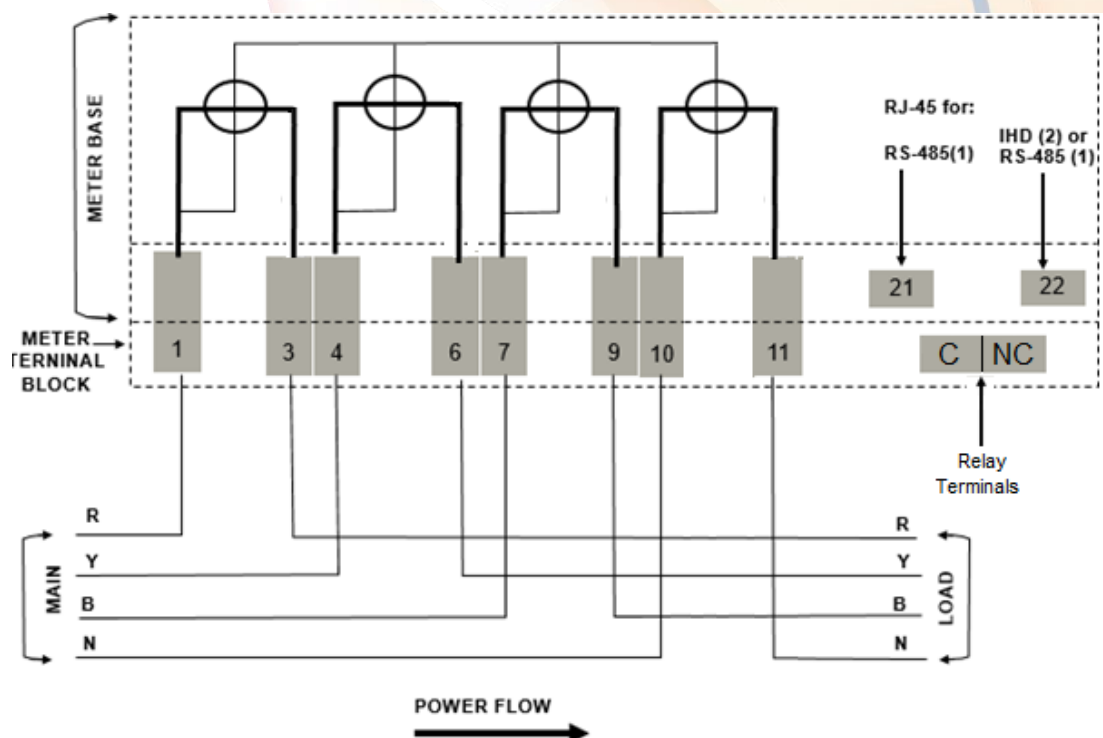 METER BASE
RJ-45 for:
RS-485(1)
IHD (2) or
RS-485 (1)
21
22
METER
TERNINAL
BLOCK
1
3
4
6
7
9
10
11
C
NC
Relay
Terminals
MAIN
R
Y
B
N
R
Y
B
N
LOAD
POWER FLOW